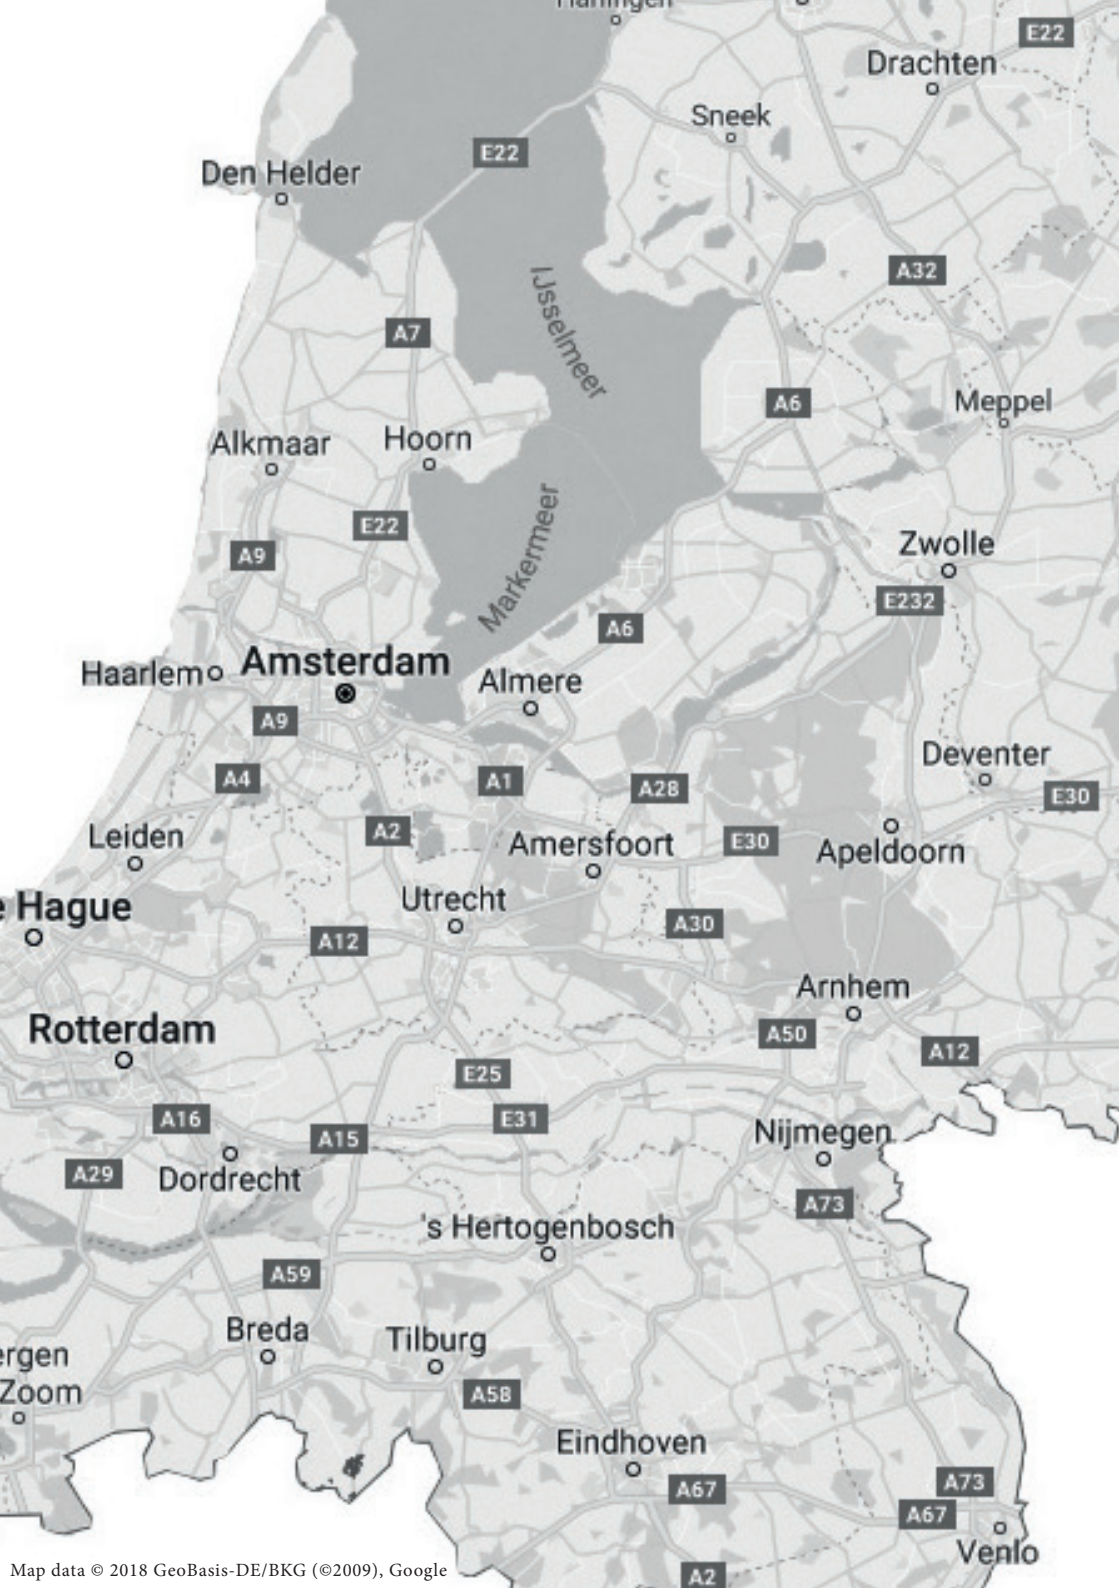 Harlingen
E22
Drachten
Sneek
E22
Den Helder
A32
IJsselmeer
A7
A6
Meppel
Alkmaar
Hoorn
Markermeer
E22
A9
Zwolle
E232
A6
Haarlem
Amsterdam
Almere
A9
Deventer
A4
A1
A28
E30
Leiden
A2
Amersfoort
E30
Apeldoorn
e Hague
Utrecht
A12
A30
Arnhem
Rotterdam
A50
A12
E25
A16
E31
A15
Nijmegen
A29
Dordrecht
A73
's Hertogenbosch
A59
Breda
Tilburg
ergen
Zoom
A58
Eindhoven
A73
A67
A67
Venlo
A2
Map data © 2018 GeoBasis-DE/BKG (©2009), Google